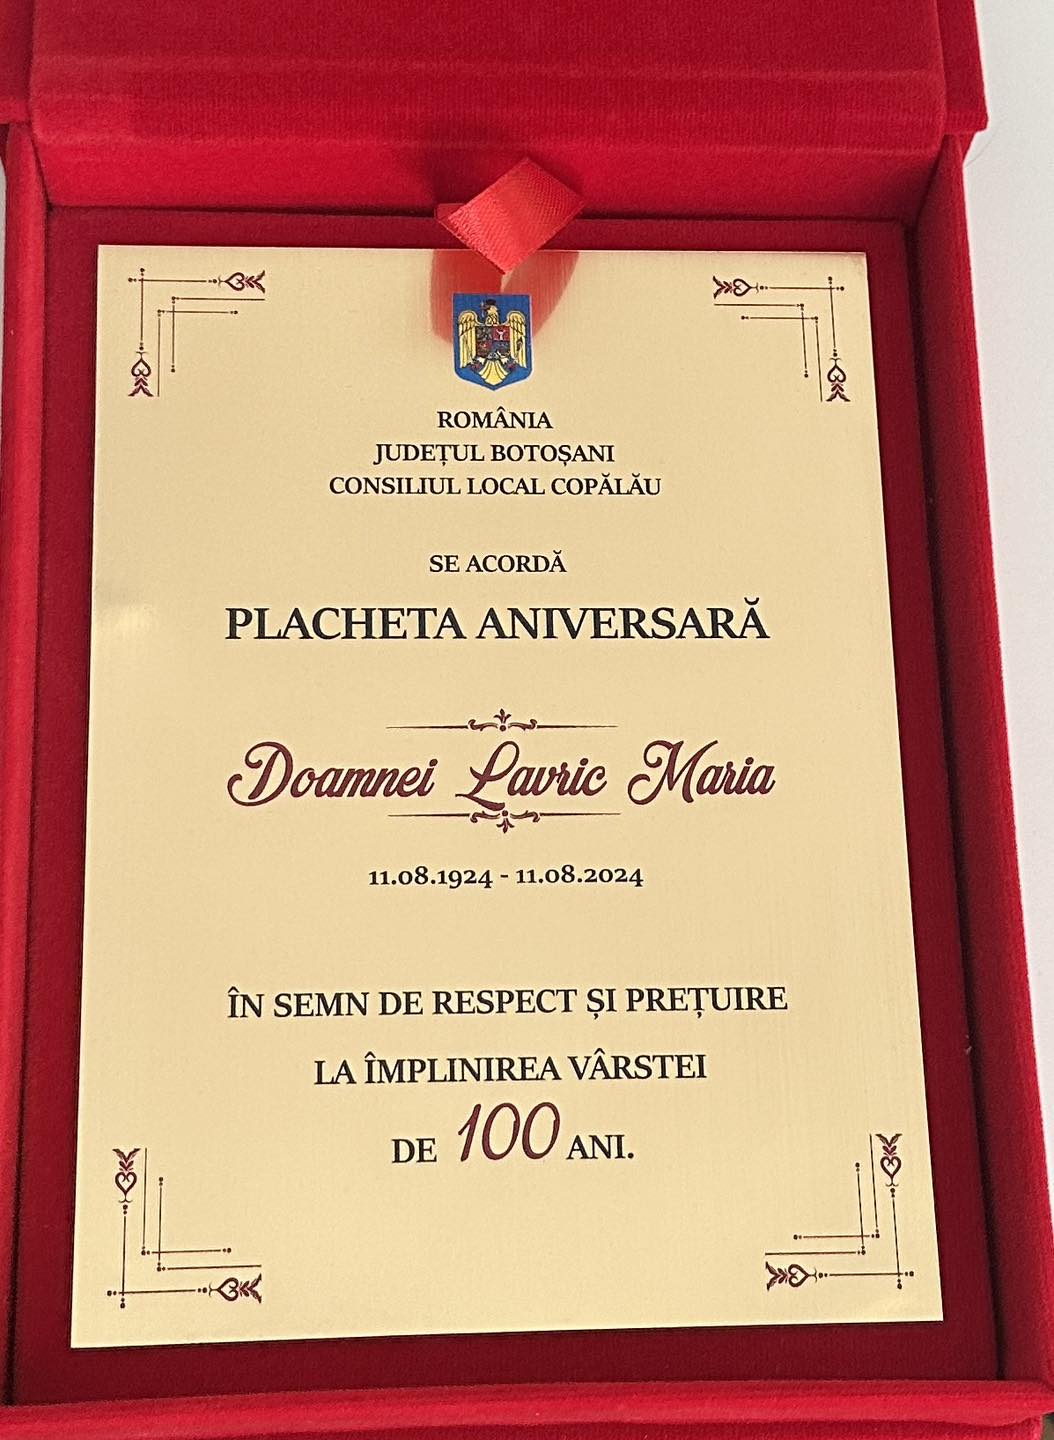 ROMÂNIA
JUDEȚUL BOTOȘANI
CONSILIUL LOCAL COPĂLĂU
SE ACORDĂ
PLACHETA ANIVERSARĂ
Doamnei Lavric Maria
11.08.1924 - 11.08.2024
ÎN SEMN DE RESPECT ȘI PREȚUIRE
LA ÎMPLINIREA VÂRSTEI
DE 100 ANI.